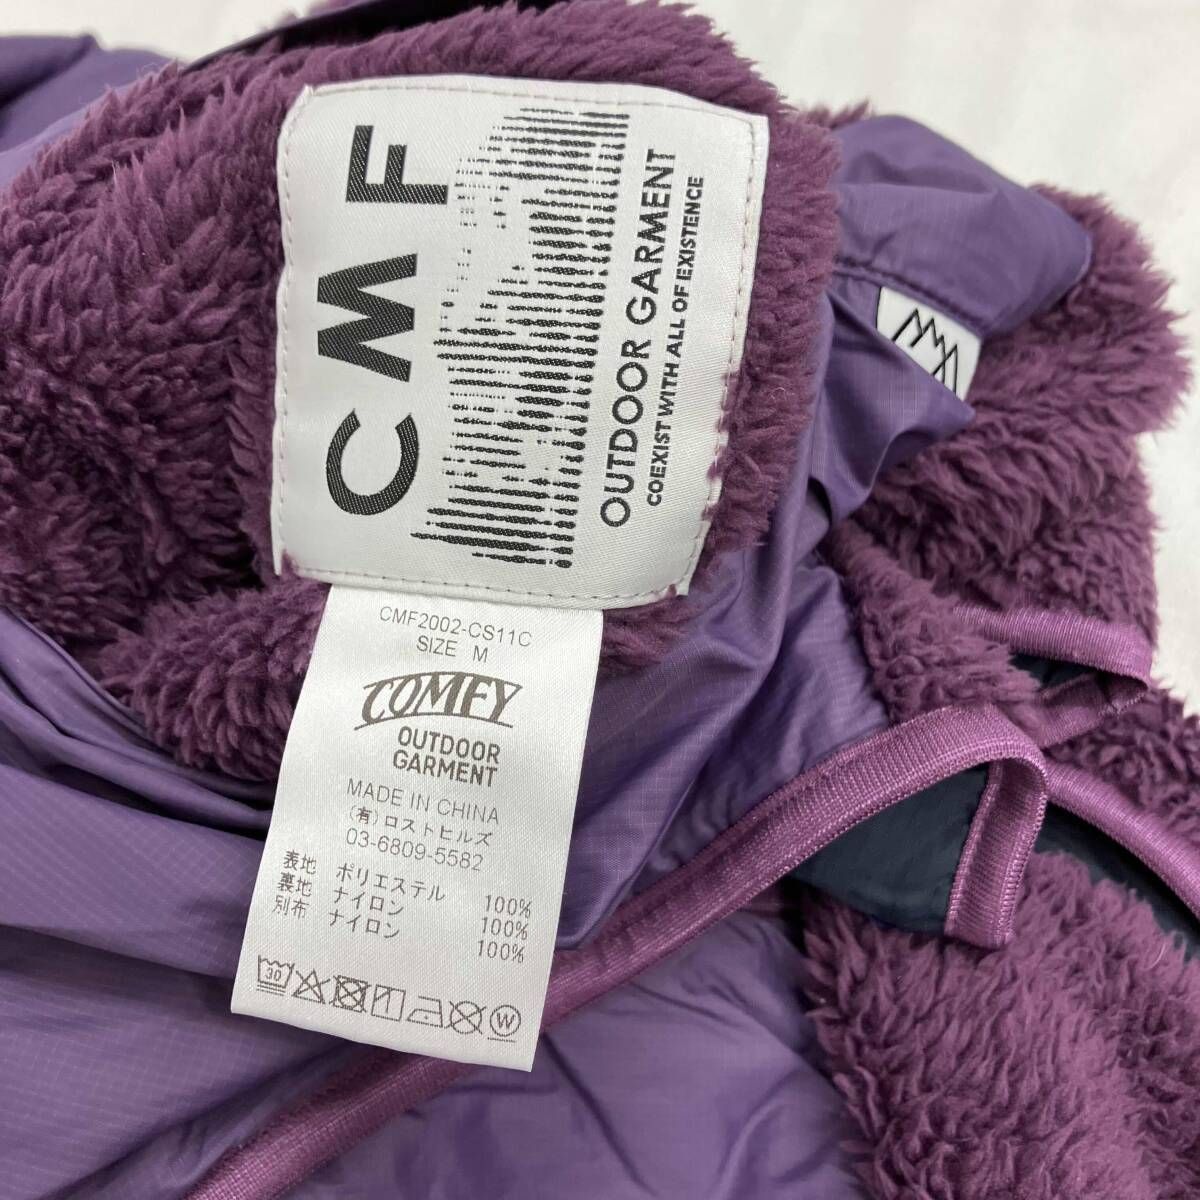 CMF
OUTDOOR GARMENT
COEXIST WITH ALL OF EXISTENCE
CMF2002-CS11C
SIZE M
COMFY
OUTDOOR
GARMENT
MADE IN CHINA
(有)ロストヒルズ
03-6809-5582
表地 ポリエステル 100%
裏地 ナイロン 100%
別布 ナイロン 100%
30
W